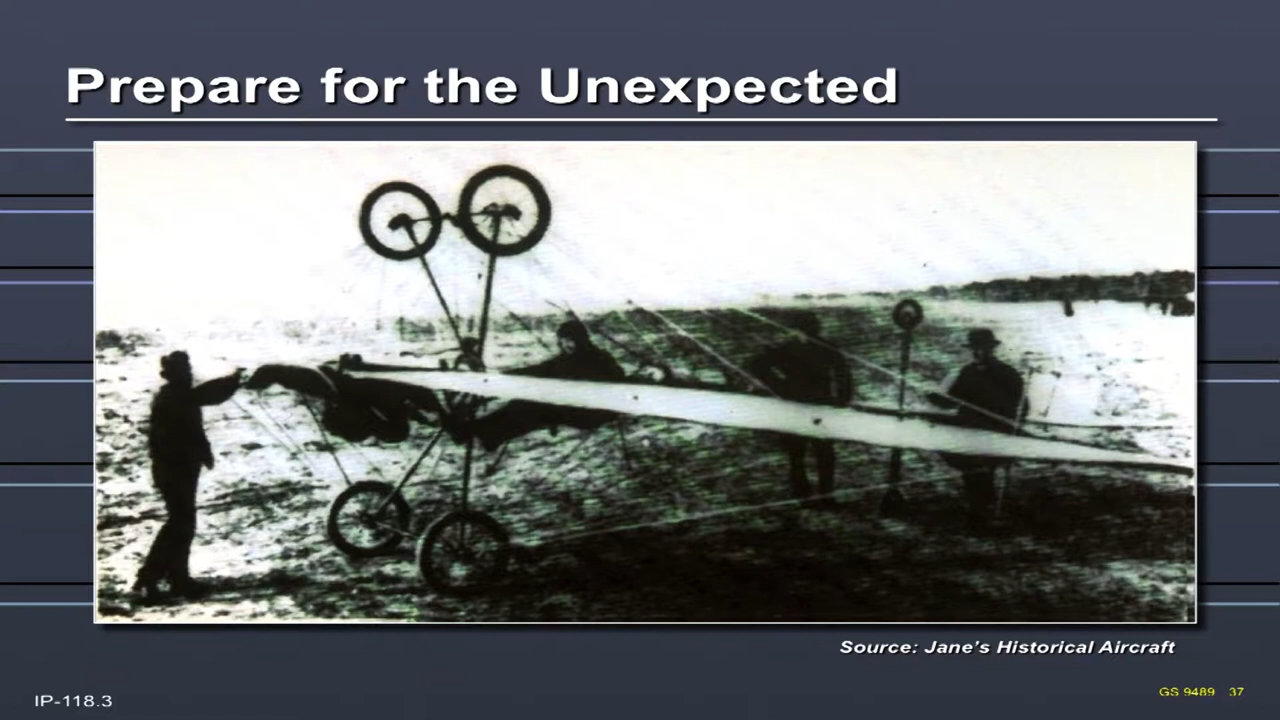 Prepare for the Unexpected
Source: Jane's Historical Aircraft
IP-118.3
GS 9489 37